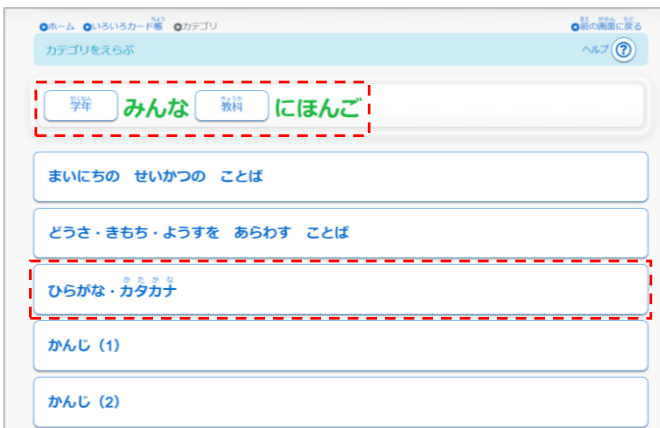 ホーム いろいろカード帳 カテゴリ 前の画面に戻る
カテゴリをえらぶ ヘルプ ?
学年 みんな 教科 にほんご
まいにちの せいかつの ことば
どうさ・きもち・ようすを あらわす ことば
ひらがな・カタカナ
かんじ（1）
かんじ（2）